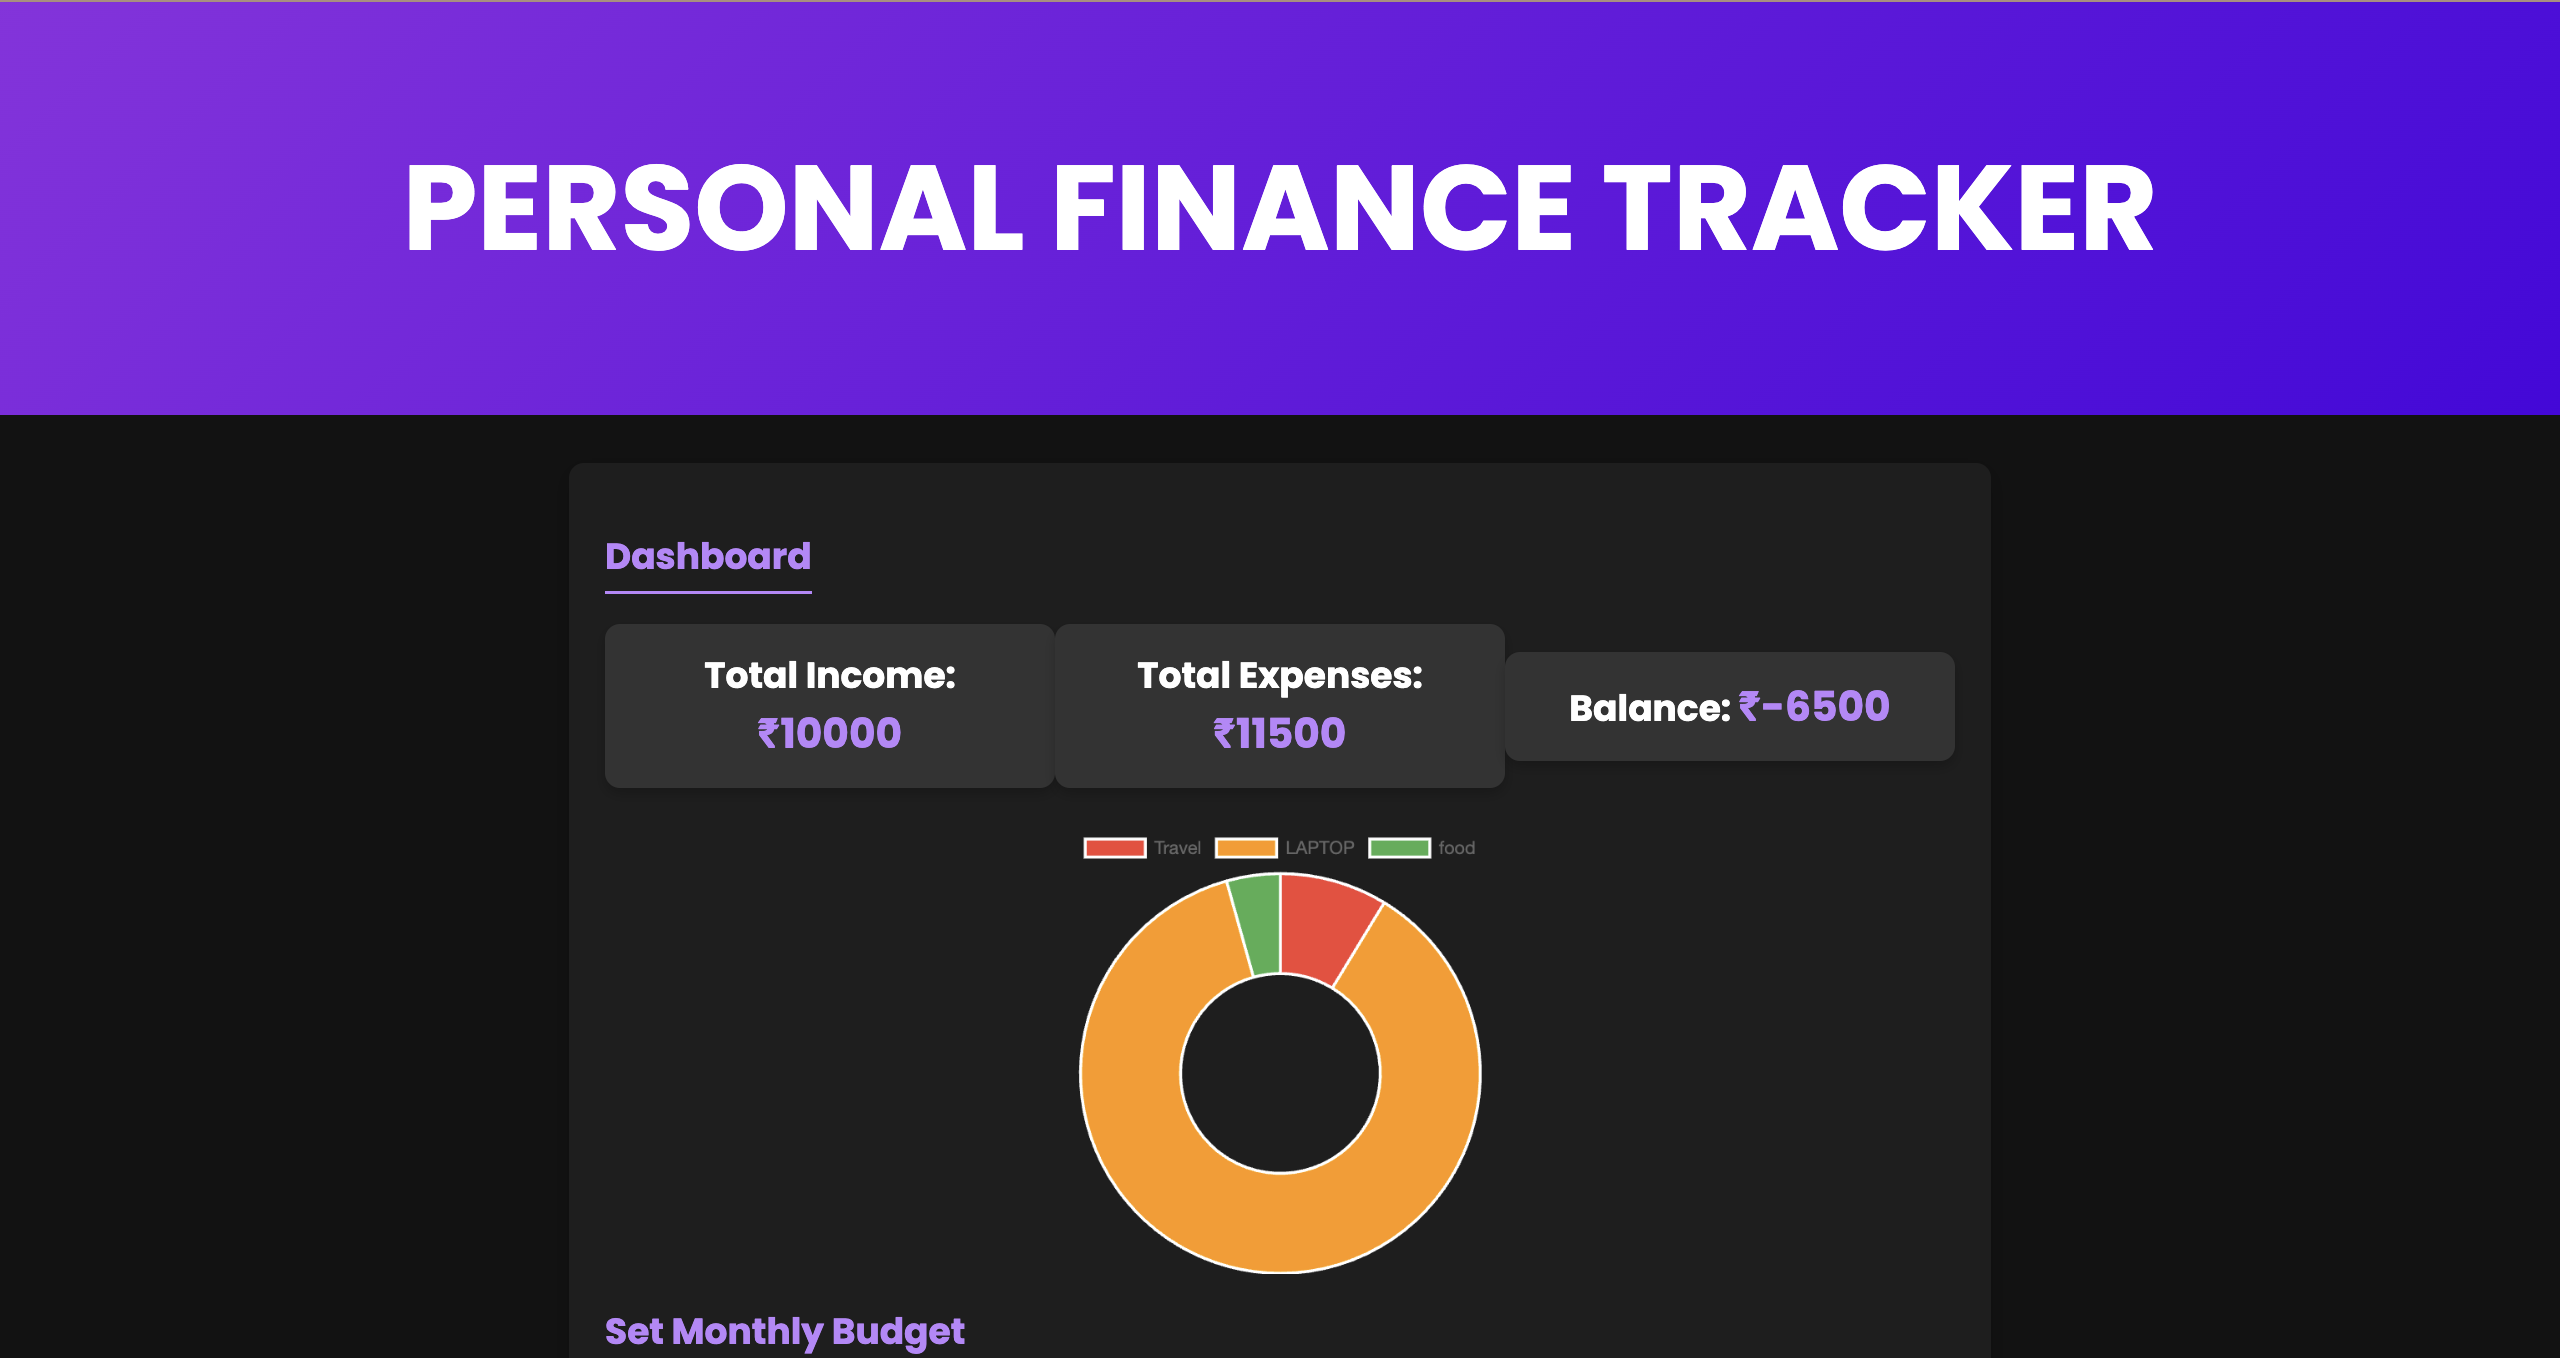 PERSONAL FINANCE TRACKER
Dashboard
Total Income:
₹10000
Total Expenses:
₹11500
Balance: ₹-6500
Travel LAPTOP food
Set Monthly Budget